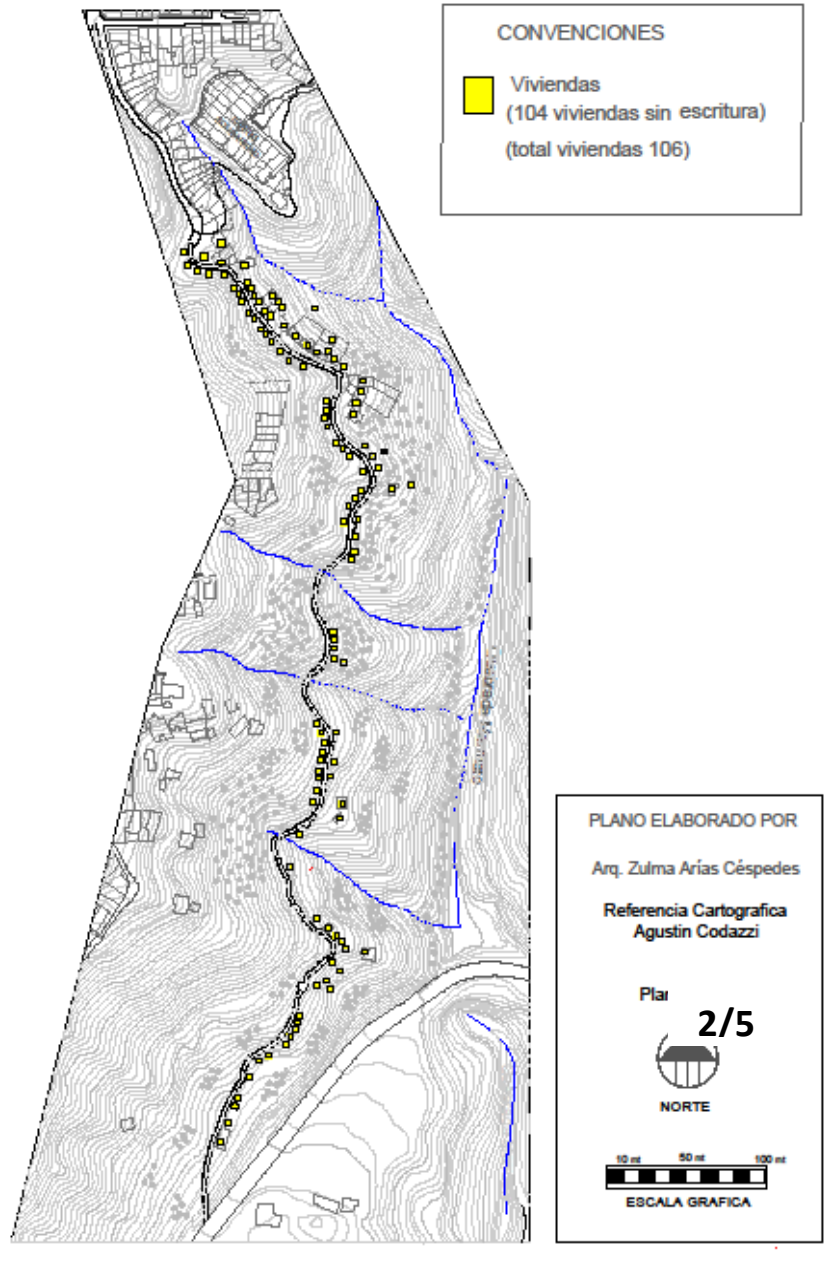 CONVENCIONES
Viviendas
(104 viviendas sin escritura)
(total viviendas 106)
PLANO ELABORADO POR
Arq. Zulma Arías Céspedes
Referencia Cartografica
Agustin Codazzi
2/5
NORTE
10 mt 50 mt 100 mt
ESCALA GRAFICA